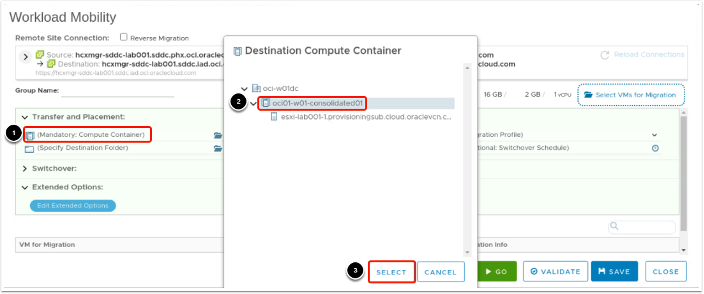 Workload Mobility
Remote Site Connection: Reverse Migration
Source: hcxmgr-sddc-lab001.sddc.phx.oci.oracleclou
→ Destination: hcxmgr-sddc-lab001.sddc.iad.oci.oracl
https://hcxmgr-sddc-lab001.sddc.iad.oci.oraclecloud.com
.com
cloud.com
Reload Connections
Group Name:
16 GB / 2 GB / 1 vCPU
Select VMs for Migration
Transfer and Placement:
1 (Mandatory: Compute Container)
(Specify Destination Folder)
gration Profile)
ional: Switchover Schedule)
Switchover:
Extended Options:
Edit Extended Options
VM for Migration
ation Info
Destination Compute Container
oci-w01dc
2 oci01-w01-consolidated01
esxi-lab001-1.provisioningsub.cloud.oraclevcn.c...
3 SELECT CANCEL
GO VALIDATE SAVE CLOSE